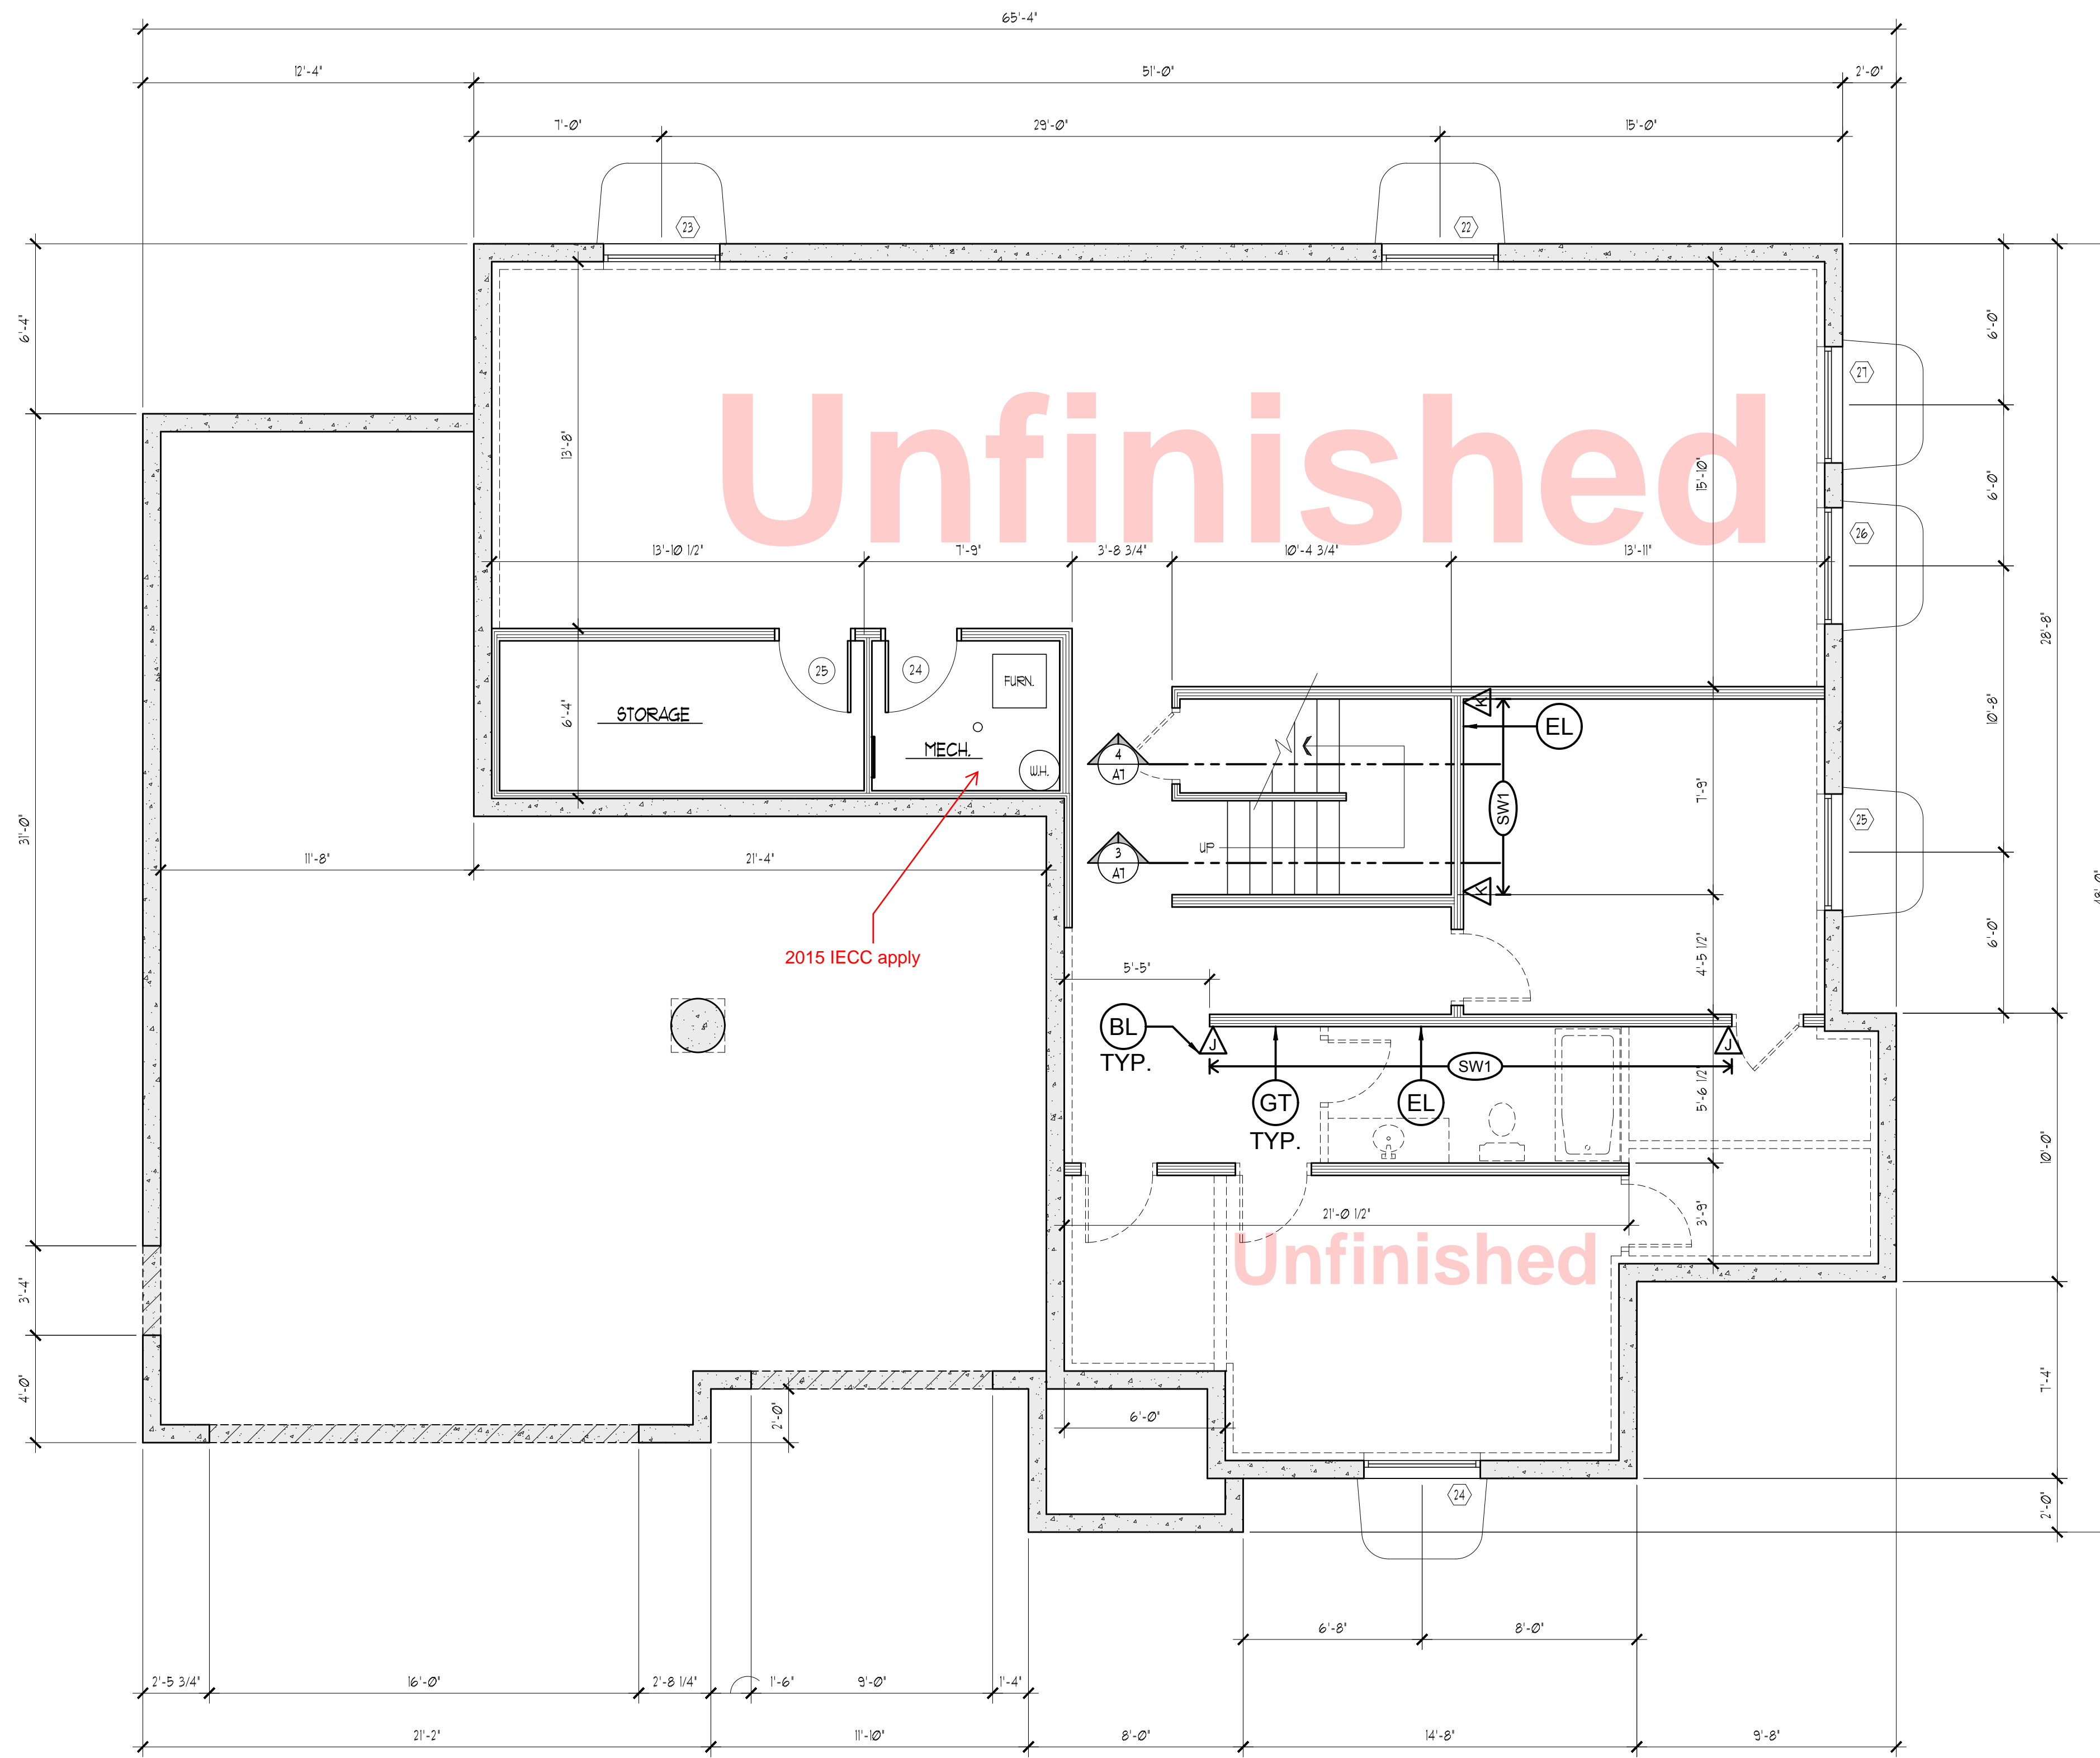 65'-4"
12'-4"
51'-0"
2'-0"
7'-0"
29'-0"
15'-0"
23
22
6'-4"
6'-0"
27
Unfinished
13'-8"
15'-10"
6'-0"
26
13'-10 1/2"
7'-9"
3'-8 3/4"
10'-4 3/4"
13'-11"
28'-8"
25
24
FURN.
STORAGE
6'-4"
MECH.
W.H.
4
A7
K
EL
10'-8"
SW1
7'-9"
25
31'-0"
UP
3
A7
K
11'-8"
21'-4"
48'-0"
2015 IECC apply
5'-5"
4'-5 1/2"
6'-0"
BL
TYP.
J
J
SW1
GT
TYP.
EL
5'-6 1/2"
10'-0"
21'-0 1/2"
3'-9"
Unfinished
3'-4"
4'-0"
2'-0"
6'-0"
7'-4"
24
2'-0"
6'-8"
8'-0"
2'-5 3/4"
16'-0"
2'-8 1/4"
1'-6"
9'-0"
1'-4"
21'-2"
11'-10"
8'-0"
14'-8"
9'-8"